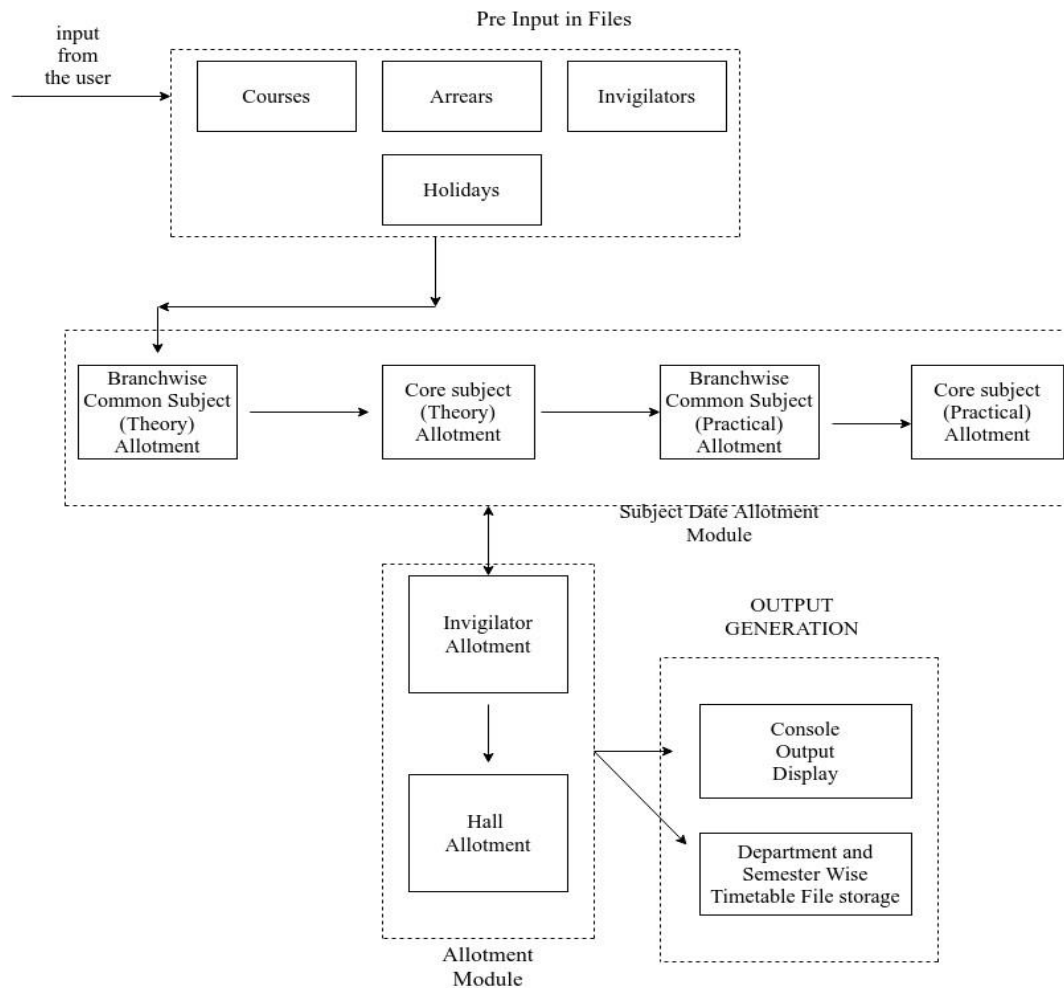 Pre Input in Files
input
from
the user
Courses
Arrears
Invigilators
Holidays
Branchwise
Common Subject
(Theory)
Allotment
Core subject
(Theory)
Allotment
Branchwise
Common Subject
(Practical)
Allotment
Core subject
(Practical)
Allotment
Subject Date Allotment
Module
Invigilator
Allotment
Hall
Allotment
Allotment
Module
OUTPUT
GENERATION
Console
Output
Display
Department and
Semester Wise
Timetable File storage